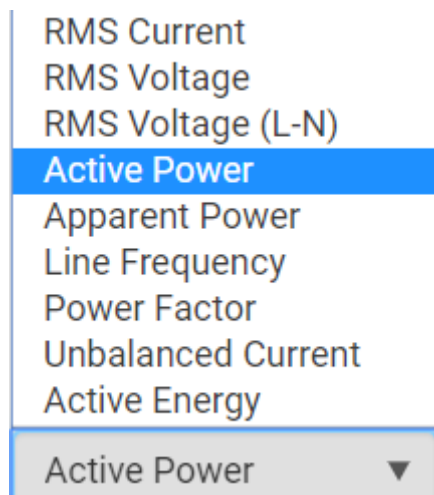 RMS Current
RMS Voltage
RMS Voltage (L-N)
Active Power
Apparent Power
Line Frequency
Power Factor
Unbalanced Current
Active Energy
Active Power